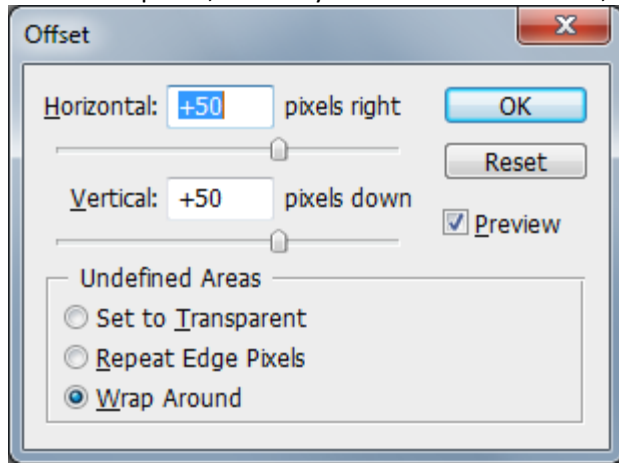 Offset
Horizontal: +50 pixels right
OK
Reset
Vertical: +50 pixels down
Preview
Undefined Areas
Set to Transparent
Repeat Edge Pixels
Wrap Around